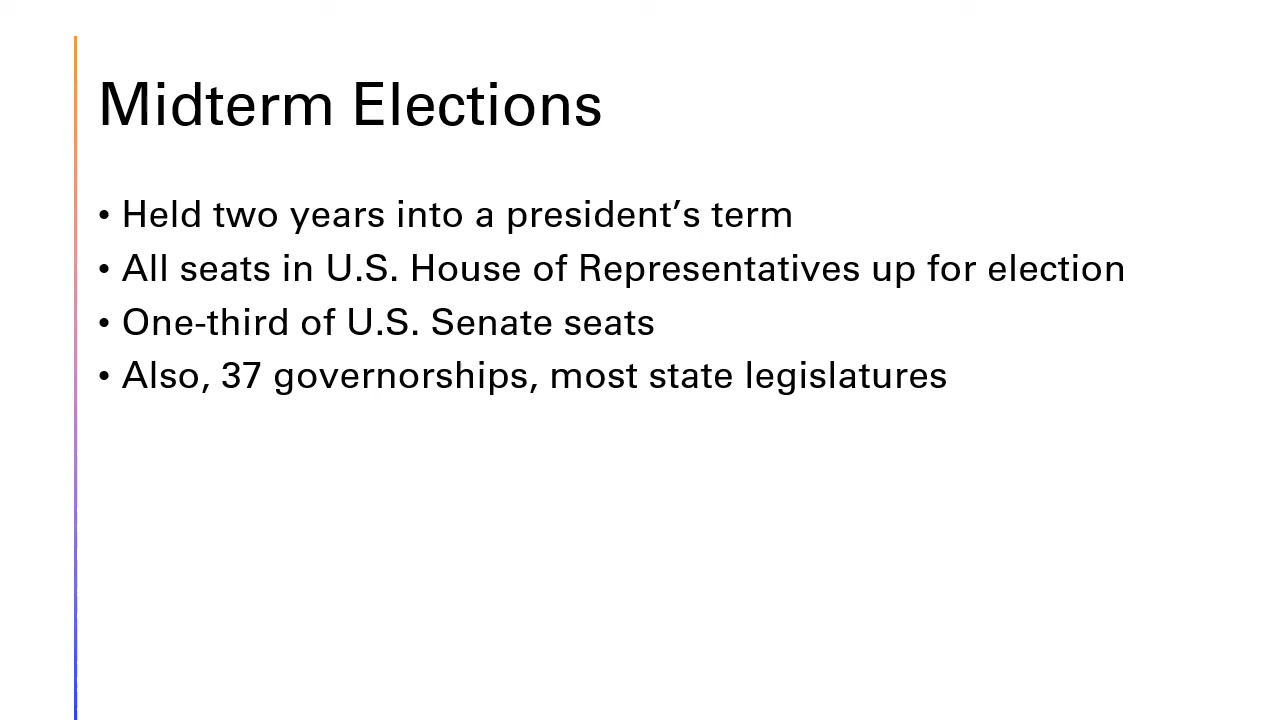 Midterm Elections
• Held two years into a president’s term
• All seats in U.S. House of Representatives up for election
• One-third of U.S. Senate seats
• Also, 37 governorships, most state legislatures